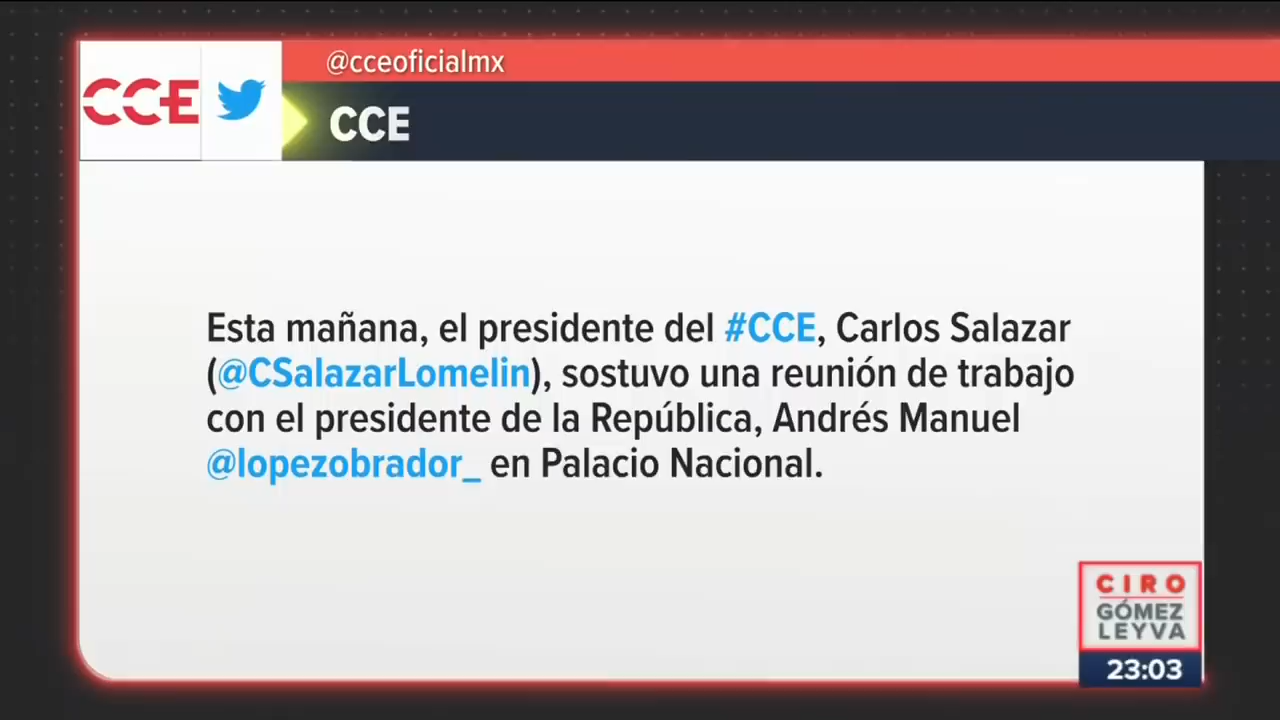 CCE
@cceoficialmx
CCE
Esta mañana, el presidente del #CCE, Carlos Salazar
(@CSalazarLomelin), sostuvo una reunión de trabajo
con el presidente de la República, Andrés Manuel
@lopezobrador_ en Palacio Nacional.
CIRO
GÓMEZ
LEYVA
23:03